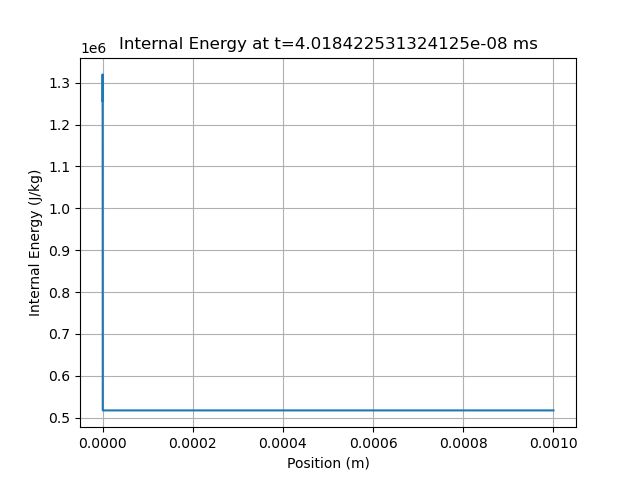 Internal Energy at t=4.018422531324125e-08 ms
1e6
1.3
1.2
1.1
1.0
0.9
0.8
0.7
0.6
0.5
Internal Energy (J/kg)
0.0000 0.0002 0.0004 0.0006 0.0008 0.0010
Position (m)